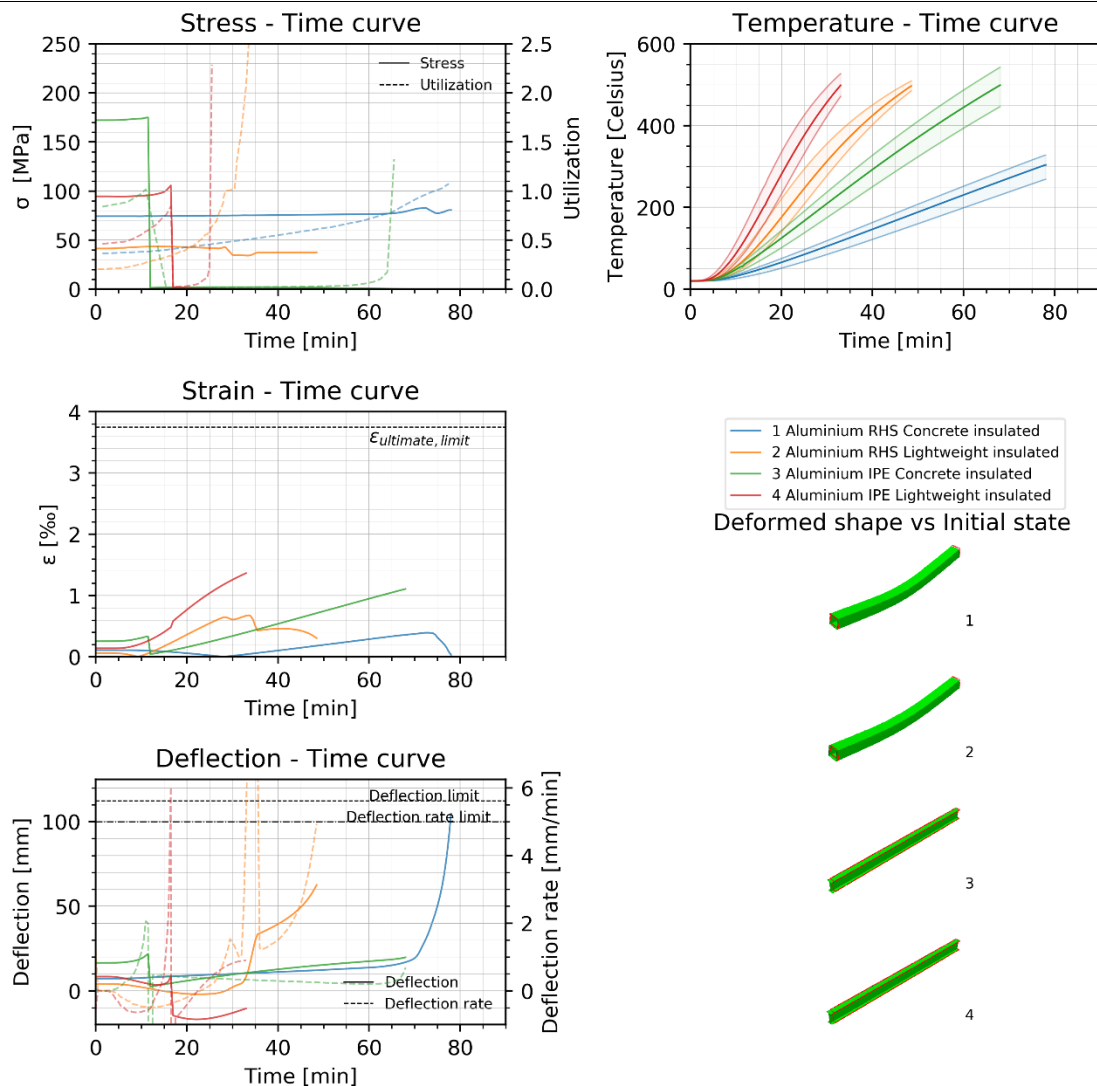 Stress - Time curve
250
200
150
100
50
0
σ [MPa]
2.5
2.0
1.5
1.0
0.5
0.0
Utilization
Stress
Utilization
0 20 40 60 80
Time [min]
Temperature - Time curve
600
400
200
0
Temperature [Celsius]
0 20 40 60 80
Time [min]
Strain - Time curve
4
3
2
1
0
ε [‰]
ε ultimate, limit
0 20 40 60 80
Time [min]
1 Aluminium RHS Concrete insulated
2 Aluminium RHS Lightweight insulated
3 Aluminium IPE Concrete insulated
4 Aluminium IPE Lightweight insulated
Deformed shape vs Initial state
1
2
3
4
Deflection - Time curve
100
50
0
Deflection [mm]
6
4
2
0
Deflection rate [mm/min]
Deflection limit
Deflection rate limit
Deflection
Deflection rate
0 20 40 60 80
Time [min]